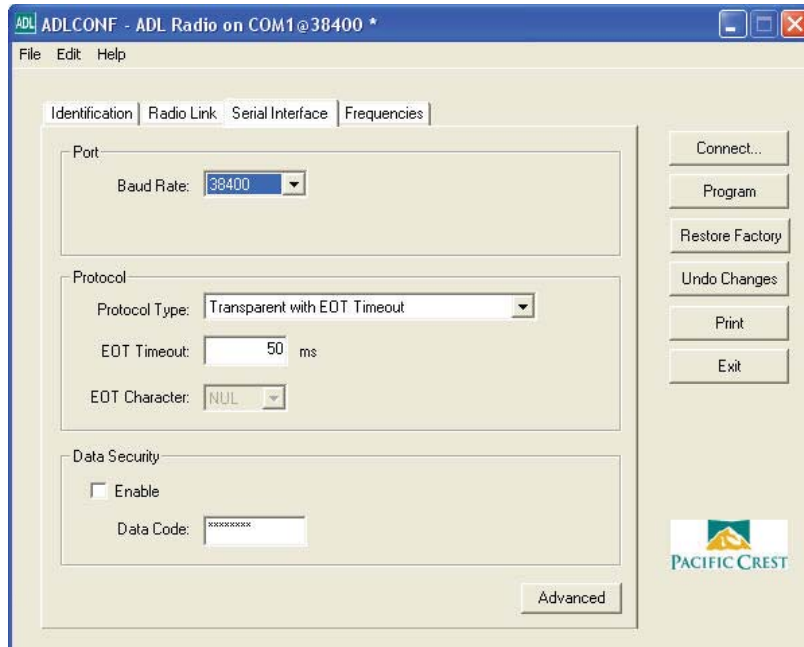 ADL ADLCONF - ADL Radio on COM1@38400 *
File Edit Help
Identification Radio Link Serial Interface Frequencies
Port
Baud Rate: 38400
Protocol
Protocol Type: Transparent with EOT Timeout
EOT Timeout: 50 ms
EOT Character: NUL
Data Security
Enable
Data Code: xxxxxxxx
Advanced
Connect...
Program
Restore Factory
Undo Changes
Print
Exit
PACIFIC CREST